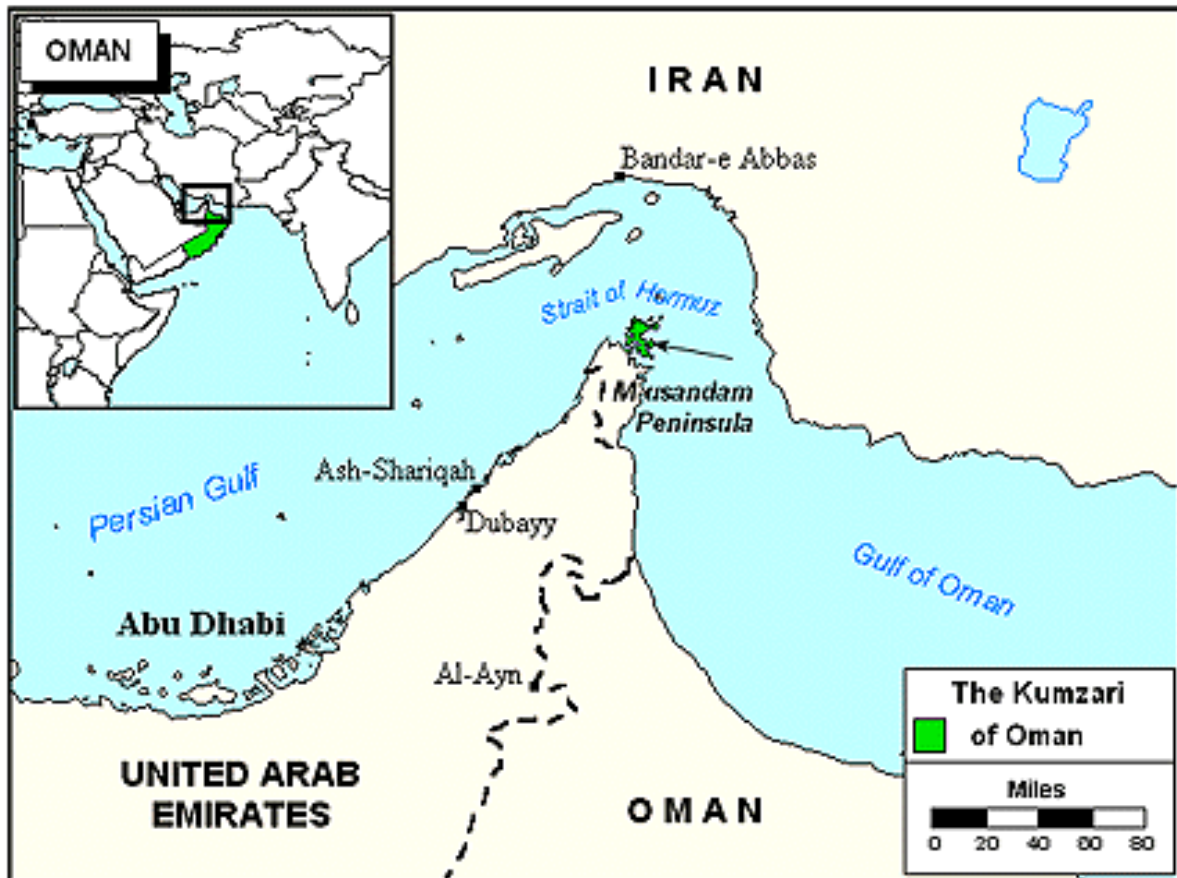 OMAN
IRAN
Bandar-e Abbas
Strait of Hormuz
Musandam
Peninsula
Ash-Shariqah
Persian Gulf
Dubayy
Gulf of Oman
Abu Dhabi
Al-Ayn
The Kumzari
of Oman
UNITED ARAB
EMIRATES
OMAN
Miles
0 20 40 60 80